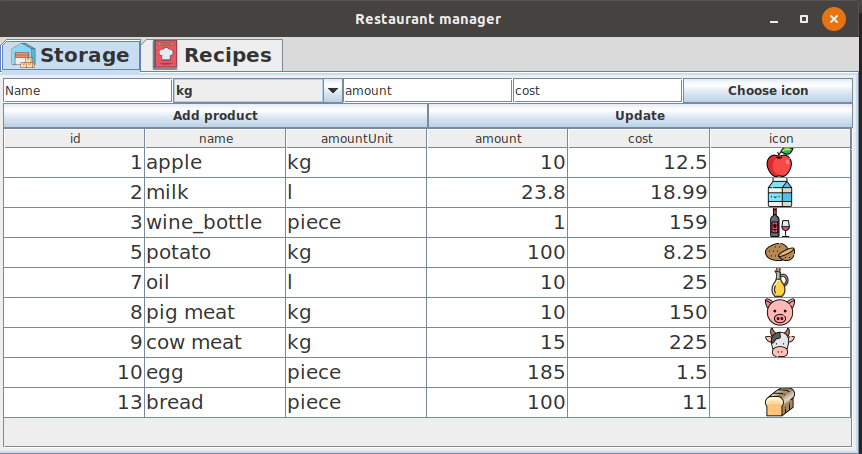 Restaurant manager
Storage Recipes
Name kg amount cost Choose icon
Add product Update
id name amountUnit amount cost icon
1 apple kg 10 12.5
2 milk l 23.8 18.99
3 wine_bottle piece 1 159
5 potato kg 100 8.25
7 oil l 10 25
8 pig meat kg 10 150
9 cow meat kg 15 225
10 egg piece 185 1.5
13 bread piece 100 11